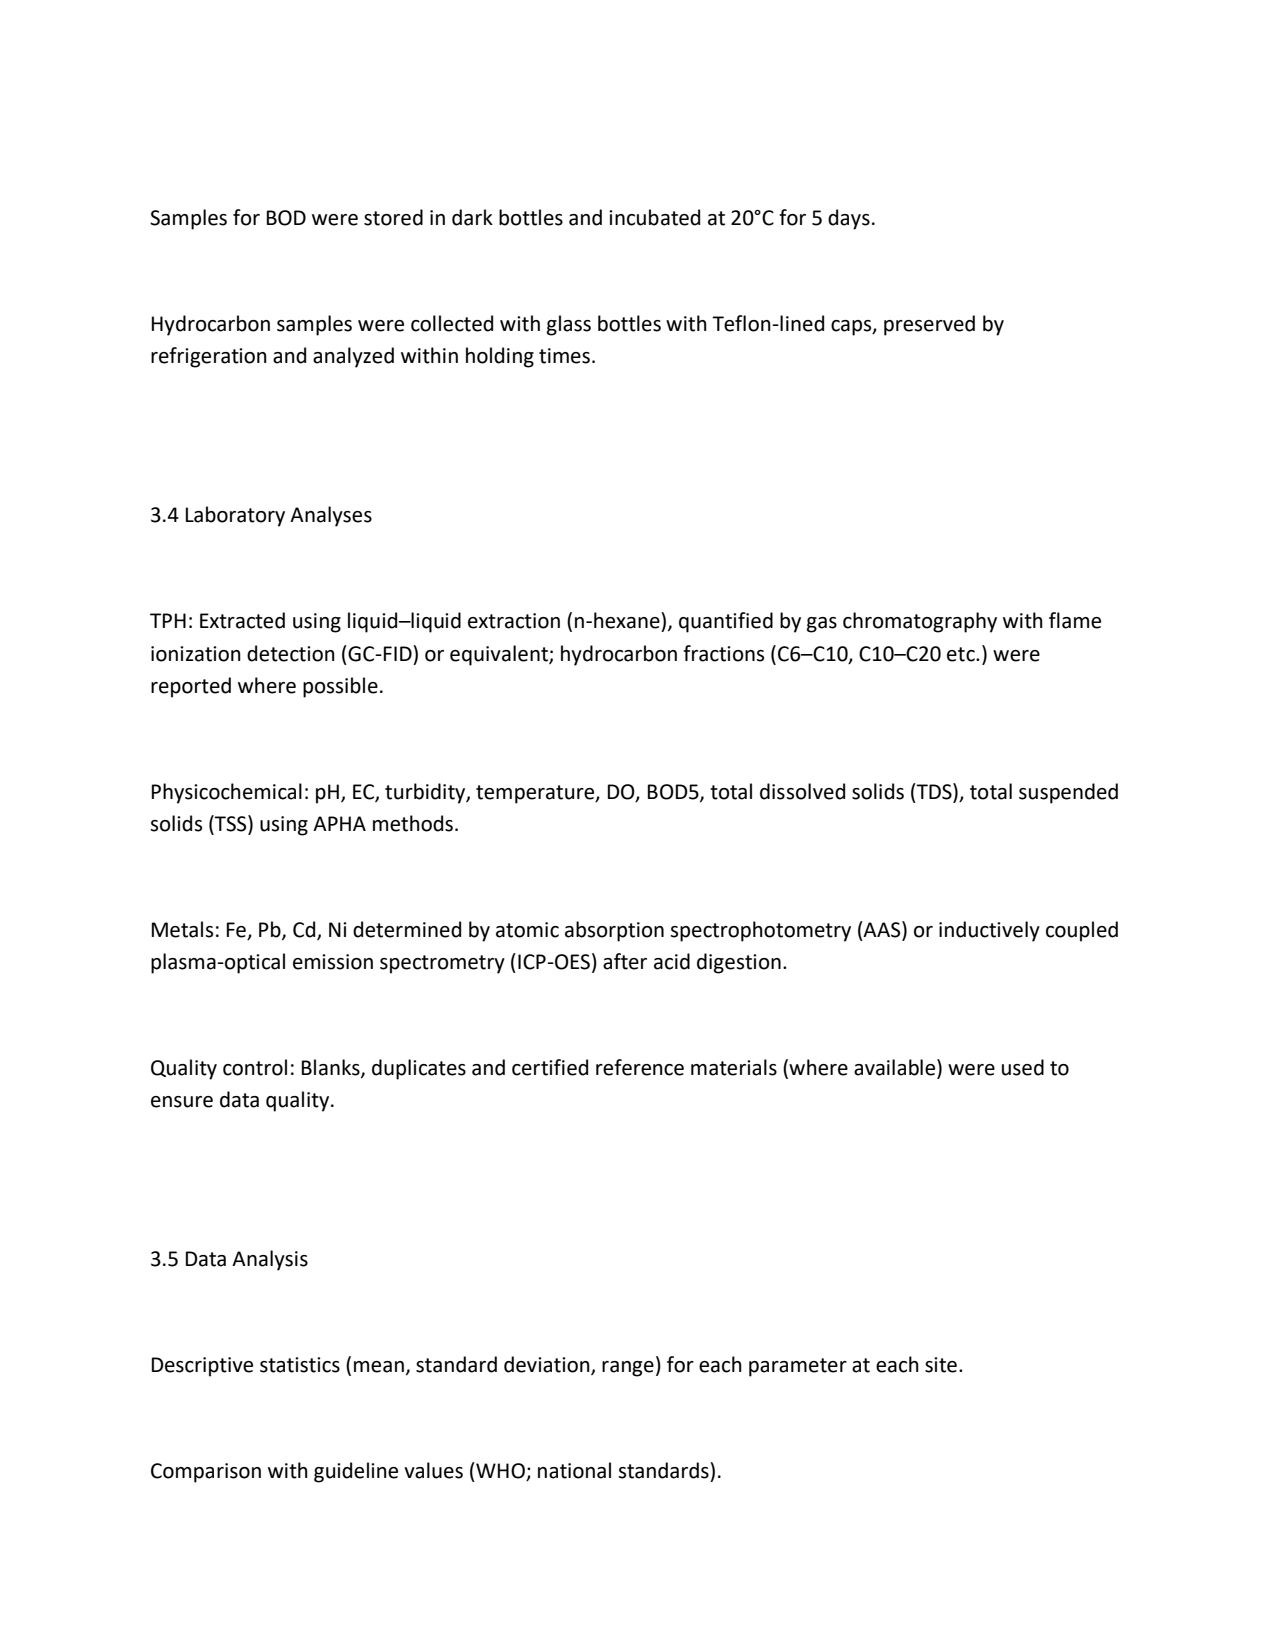 Samples for BOD were stored in dark bottles and incubated at 20°C for 5 days.
Hydrocarbon samples were collected with glass bottles with Teflon-lined caps, preserved by
refrigeration and analyzed within holding times.
3.4 Laboratory Analyses
TPH: Extracted using liquid–liquid extraction (n-hexane), quantified by gas chromatography with flame
ionization detection (GC-FID) or equivalent; hydrocarbon fractions (C6–C10, C10–C20 etc.) were
reported where possible.
Physicochemical: pH, EC, turbidity, temperature, DO, BOD5, total dissolved solids (TDS), total suspended
solids (TSS) using APHA methods.
Metals: Fe, Pb, Cd, Ni determined by atomic absorption spectrophotometry (AAS) or inductively coupled
plasma-optical emission spectrometry (ICP-OES) after acid digestion.
Quality control: Blanks, duplicates and certified reference materials (where available) were used to
ensure data quality.
3.5 Data Analysis
Descriptive statistics (mean, standard deviation, range) for each parameter at each site.
Comparison with guideline values (WHO; national standards).